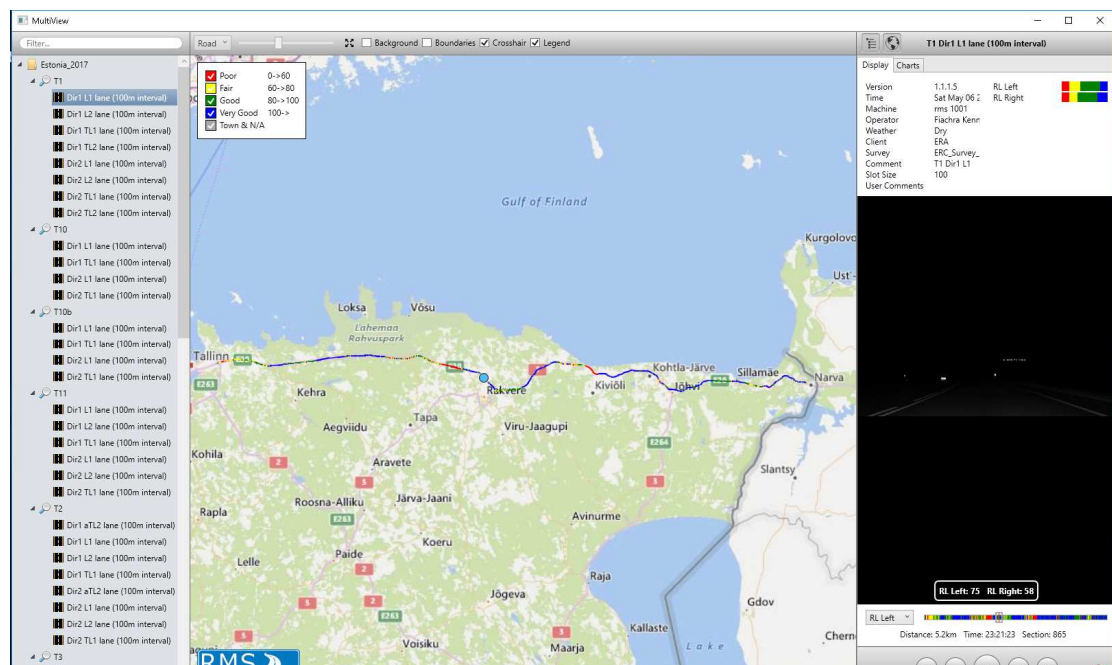 MultiView
Filter...
Road
Background
Boundaries
Crosshair
Legend
T1 Dir1 L1 lane (100m interval)
Estonia_2017
T1
Dir1 L1 lane (100m interval)
Dir1 L2 lane (100m interval)
Dir1 TL1 lane (100m interval)
Dir1 TL2 lane (100m interval)
Dir2 L1 lane (100m interval)
Dir2 L2 lane (100m interval)
Dir2 TL1 lane (100m interval)
Dir2 TL2 lane (100m interval)
T10
Dir1 L1 lane (100m interval)
Dir1 TL1 lane (100m interval)
Dir2 L1 lane (100m interval)
Dir2 TL1 lane (100m interval)
T10b
Dir1 L1 lane (100m interval)
Dir1 TL1 lane (100m interval)
Dir2 L1 lane (100m interval)
Dir2 TL1 lane (100m interval)
T11
Dir1 L1 lane (100m interval)
Dir1 L2 lane (100m interval)
Dir1 TL1 lane (100m interval)
Dir2 L1 lane (100m interval)
Dir2 L2 lane (100m interval)
Dir2 TL1 lane (100m interval)
T2
Dir1 aTL2 lane (100m interval)
Dir1 L1 lane (100m interval)
Dir1 L2 lane (100m interval)
Dir1 TL1 lane (100m interval)
Dir2 aTL2 lane (100m interval)
Dir2 L1 lane (100m interval)
Dir2 L2 lane (100m interval)
Dir2 TL1 lane (100m interval)
T3
Poor 0->60
Fair 60->80
Good 80->100
Very Good 100->
Town & N/A
Gulf of Finland
Kurgolovo
Ust'-
Loksa
Võsu
Lahemaa
Rahvuspark
Tallinn
E263
Kehra
Rakvere
Kiviõli
Kohtla-Järve
Jõhvi
Sillamäe
Narva
Aegviidu
Tapa
Viru-Jaagupi
Kohila
2
Aravete
5
E264
3
Slantsy
Rapla
Roosna-Alliku
Järva-Jaani
E263
Avinurme
Lelle
Paide
Koeru
2
Raja
Jõgeva
5
3
E263
Gdov
Kallaste
Voisiku
Maarja
Lake
Chern
RMS
Display
Charts
Version 1.1.1.5 RL Left
Time Sat May 06 2 RL Right
Machine rms 1001
Operator Fiachra Kenn
Weather Dry
Client ERA
Survey ERC_Survey_
Comment T1 Dir1 L1
Slot Size 100
User Comments
RL Left: 75 RL Right: 58
RL Left
Distance: 5.2km Time: 23:21:23 Section: 865